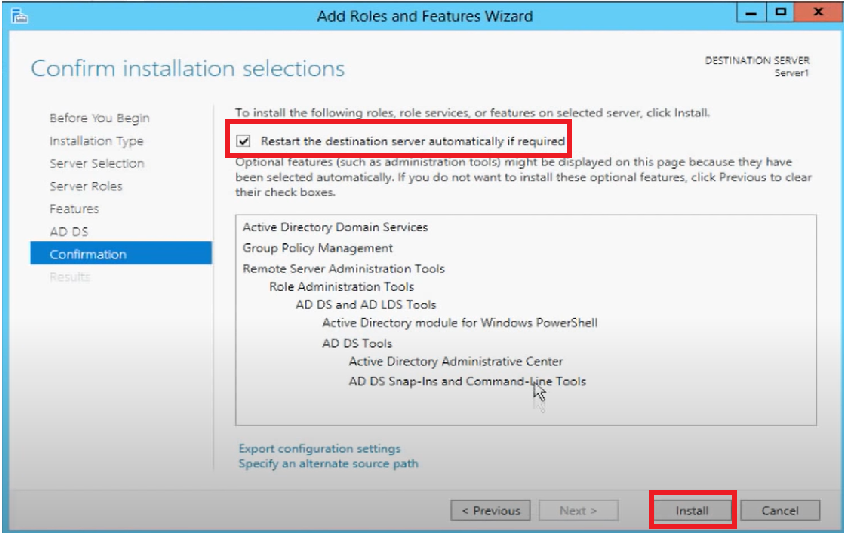 Add Roles and Features Wizard
Confirm installation selections
DESTINATION SERVER
Server1
Before You Begin
Installation Type
Server Selection
Server Roles
Features
AD DS
Confirmation
Results
To install the following roles, role services, or features on selected server, click Install.
Restart the destination server automatically if required
Optional features (such as administration tools) might be displayed on this page because they have
been selected automatically. If you do not want to install these optional features, click Previous to clear
their check boxes.
Active Directory Domain Services
Group Policy Management
Remote Server Administration Tools
Role Administration Tools
AD DS and AD LDS Tools
Active Directory module for Windows PowerShell
AD DS Tools
Active Directory Administrative Center
AD DS Snap-Ins and Command-Line Tools
Export configuration settings
Specify an alternate source path
< Previous
Next >
Install
Cancel